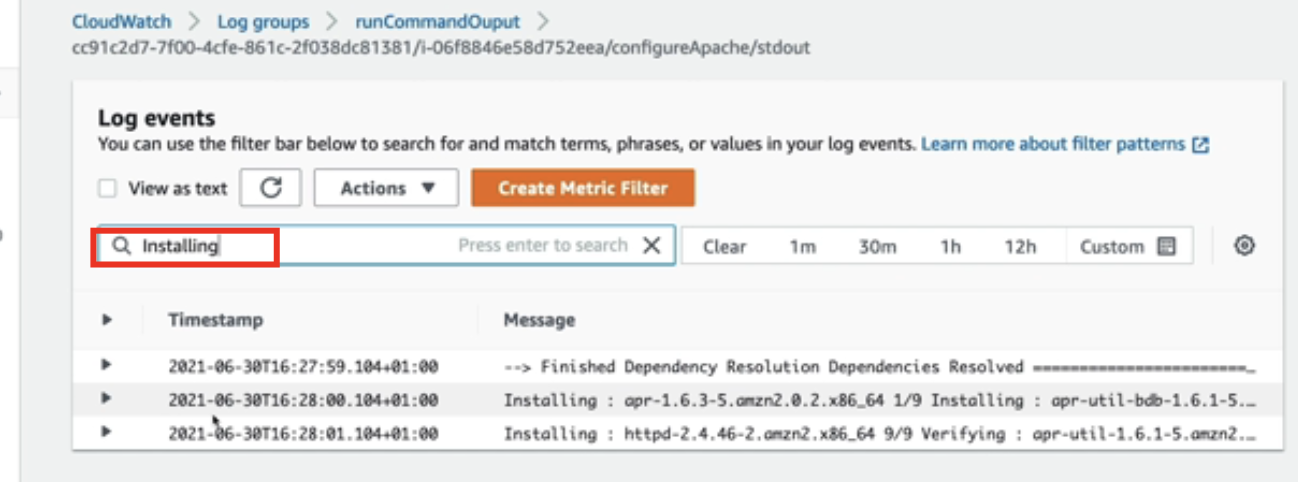 CloudWatch > Log groups > runCommandOuput >
cc91c2d7-7f00-4cfe-861c-2f038dc81381/i-06f8846e58d752eea/configureApache/stdout
Log events
You can use the filter bar below to search for and match terms, phrases, or values in your log events. Learn more about filter patterns
View as text Actions Create Metric Filter
Installing Press enter to search Clear 1m 30m 1h 12h Custom
Timestamp Message
2021-06-30T16:27:59.104+01:00 --> Finished Dependency Resolution Dependencies Resolved ========================…
2021-06-30T16:28:00.104+01:00 Installing : apr-1.6.3-5.amzn2.0.2.x86_64 1/9 Installing : apr-util-bdb-1.6.1-5.…
2021-06-30T16:28:01.104+01:00 Installing : httpd-2.4.46-2.amzn2.x86_64 9/9 Verifying : apr-util-1.6.1-5.amzn2.…